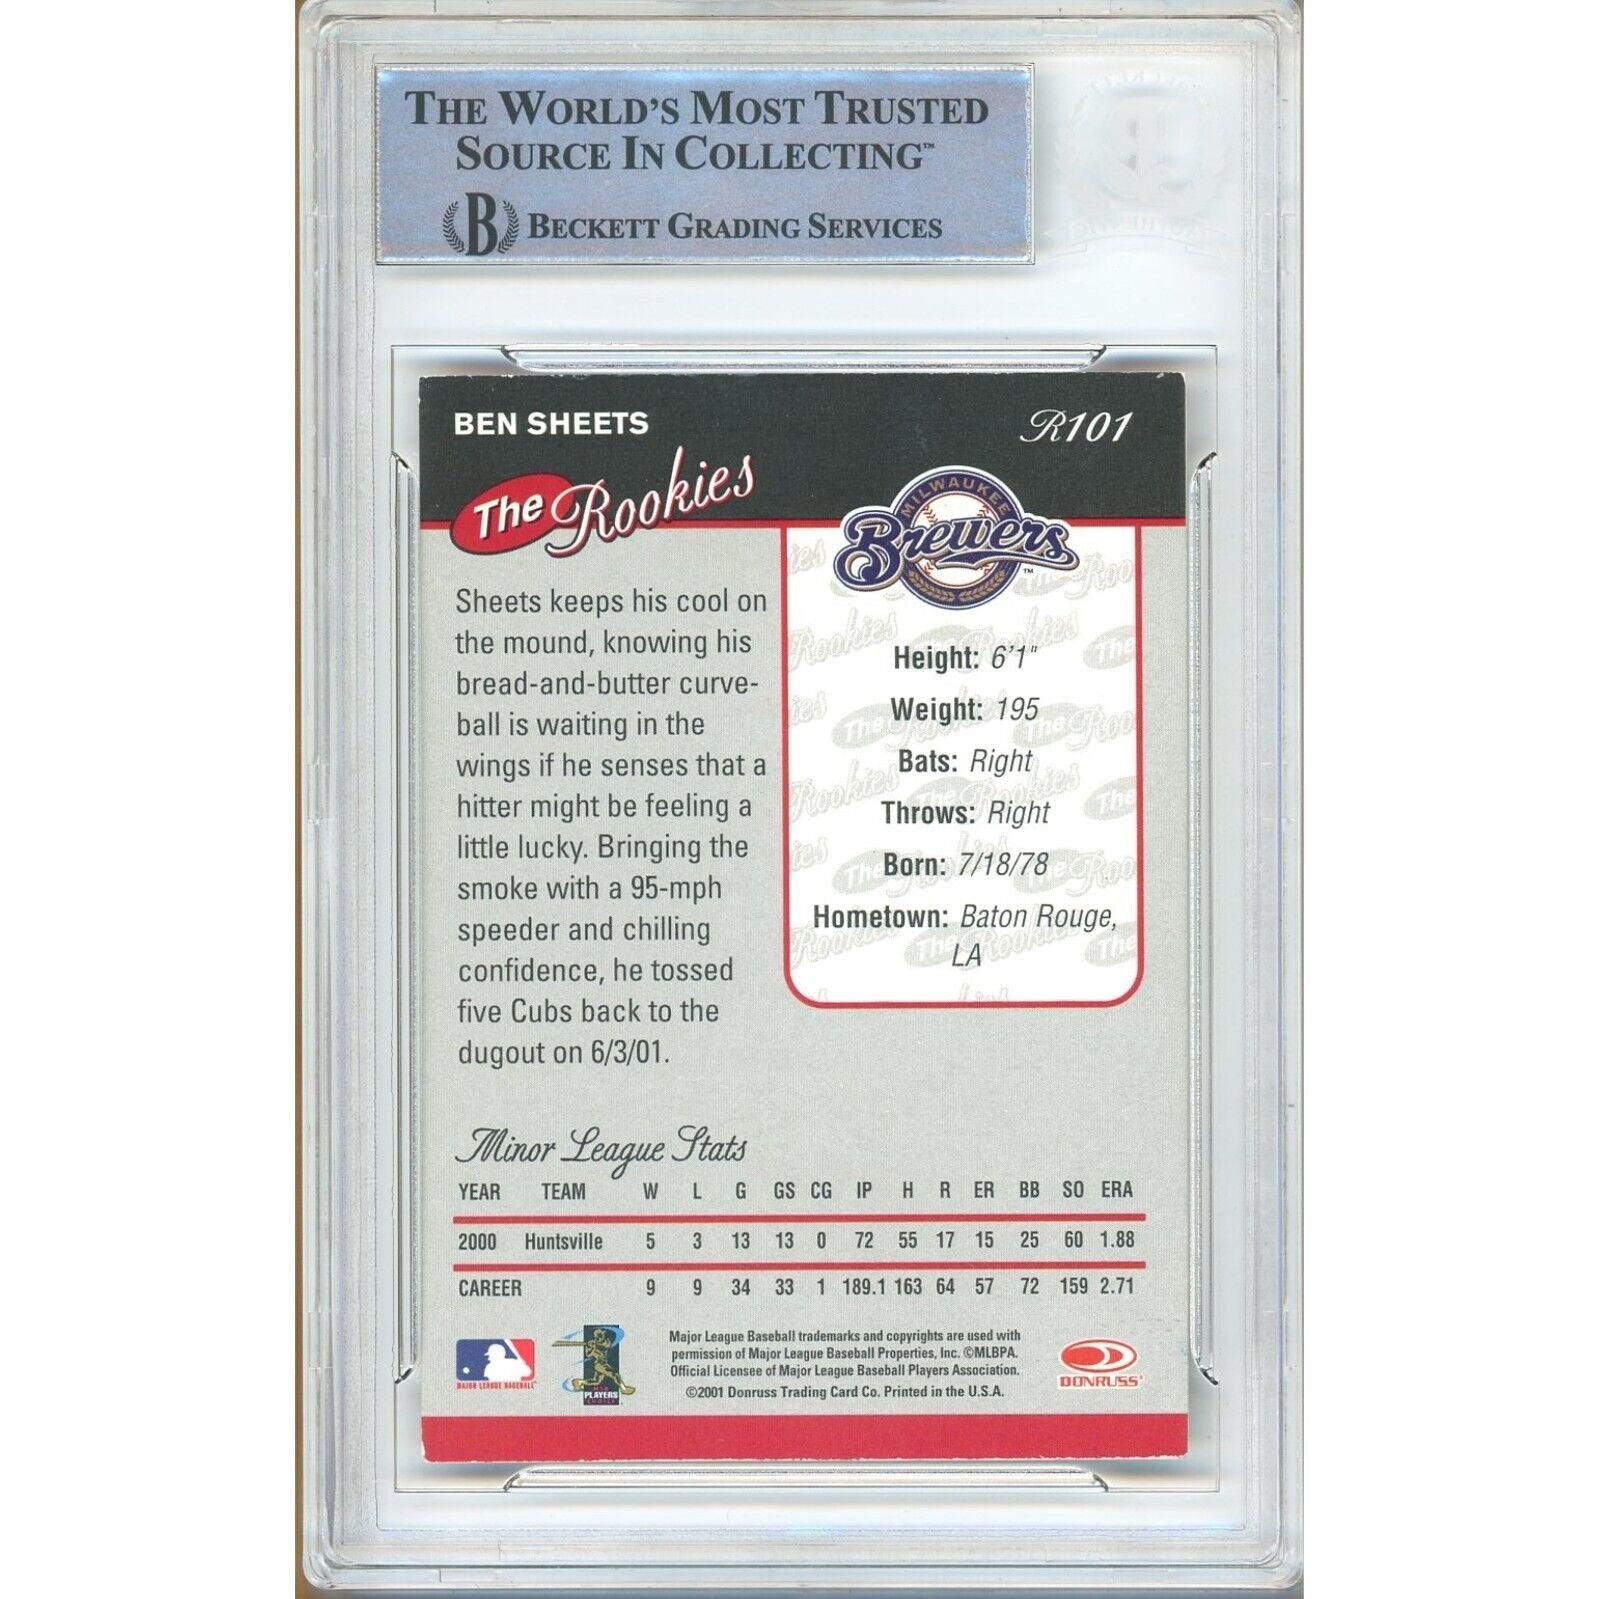 THE WORLD'S MOST TRUSTED
SOURCE IN COLLECTING™
B BECKETT GRADING SERVICES
BEN SHEETS
R101
The Rookies
MILWAUKEE
Brewers™
Sheets keeps his cool on
the mound, knowing his
bread-and-butter curve-
ball is waiting in the
wings if he senses that a
hitter might be feeling a
little lucky. Bringing the
smoke with a 95-mph
speeder and chilling
confidence, he tossed
five Cubs back to the
dugout on 6/3/01.
Height: 6'1"
Weight: 195
Bats: Right
Throws: Right
Born: 7/18/78
Hometown: Baton Rouge,
LA
Minor League Stats
YEAR TEAM W L G GS CG IP H R ER BB SO ERA
2000 Huntsville 5 3 13 13 0 72 55 17 15 25 60 1.88
CAREER 9 9 34 33 1 189.1 163 64 57 72 159 2.71
MAJOR LEAGUE BASEBALL
PLAYERS
CHOICE
Major League Baseball trademarks and copyrights are used with
permission of Major League Baseball Properties, Inc. ©MLBPA.
Official Licensee of Major League Baseball Players Association.
©2001 Donruss Trading Card Co. Printed in the U.S.A.
DONRUSS